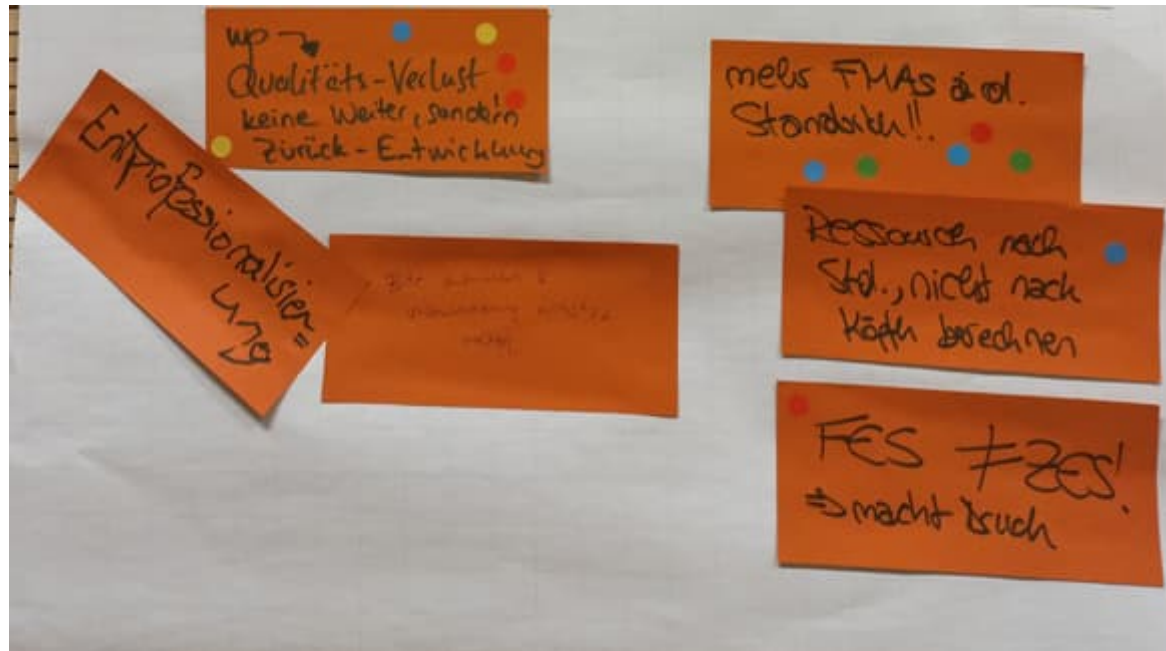 wp →
Qualitäts-Verlust
keine Weiter, sondern
Zurück-Entwicklung
Entprofessionalisier=
ung
mehr FMAs a d.
Standorten!!.
Ressourcen nach
Std., nicht nach
Köpfen berechnen
FES ≠ ZES!
⇒ macht Druck